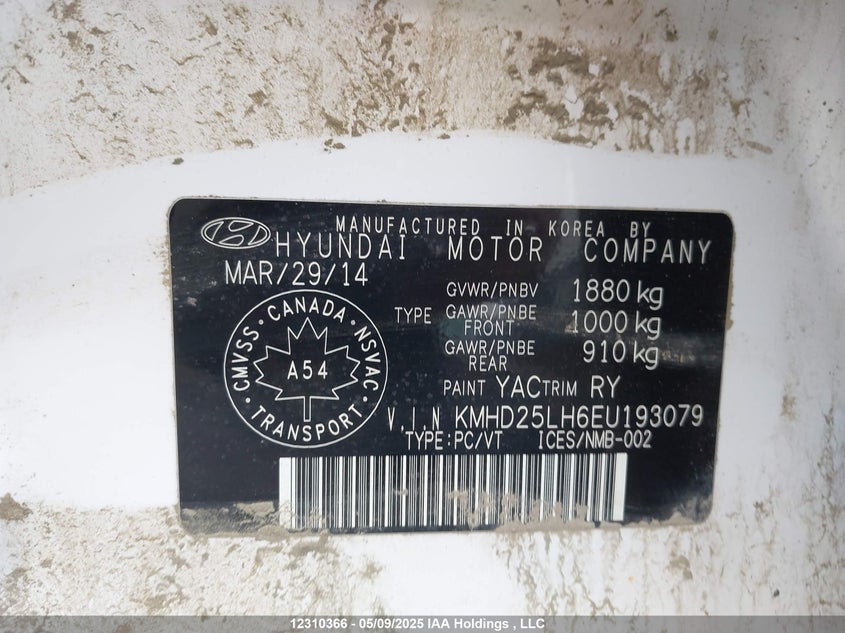 MANUFACTURED IN KOREA BY
HYUNDAI MOTOR COMPANY
MAR/29/14
GVWR/PNBV 1880 kg
TYPE GAWR/PNBE FRONT 1000 kg
GAWR/PNBE REAR 910 kg
PAINT YAC TRIM RY
CMVSS · CANADA · NSVAC · TRANSPORT ·
A54
V.I.N KMHD25LH6EU193079
TYPE:PC/VT ICES/NMB-002
12310366 - 05/09/2025 IAA Holdings , LLC